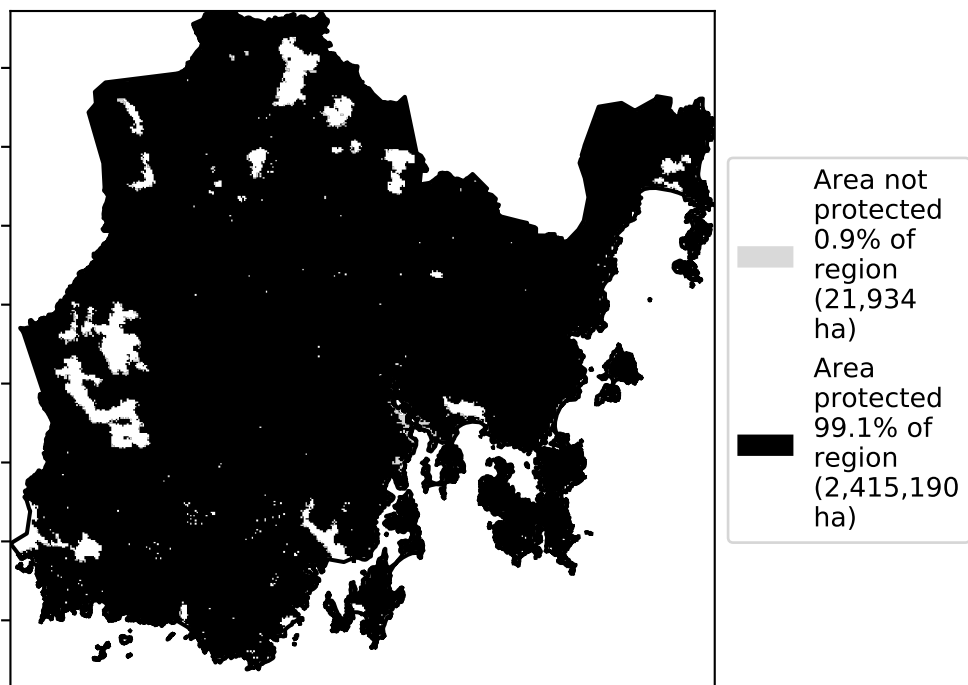 Area not
protected
0.9% of
region
(21,934
ha)
Area
protected
99.1% of
region
(2,415,190
ha)